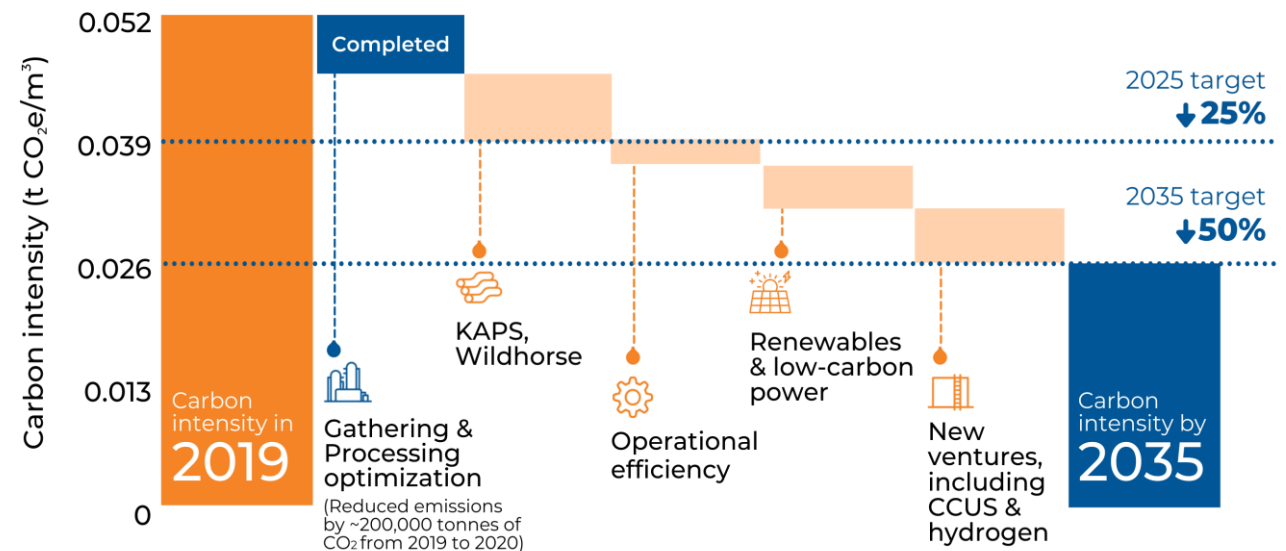 Carbon intensity (t CO₂e/m³)
0.052
0.039
0.026
0.013
0
Carbon
intensity in
2019
Completed
Gathering &
Processing
optimization
(Reduced emissions
by ~200,000 tonnes of
CO₂ from 2019 to 2020)
KAPS,
Wildhorse
Operational
efficiency
Renewables
& low-carbon
power
New
ventures,
including
CCUS &
hydrogen
2025 target
↓25%
2035 target
↓50%
Carbon
intensity by
2035